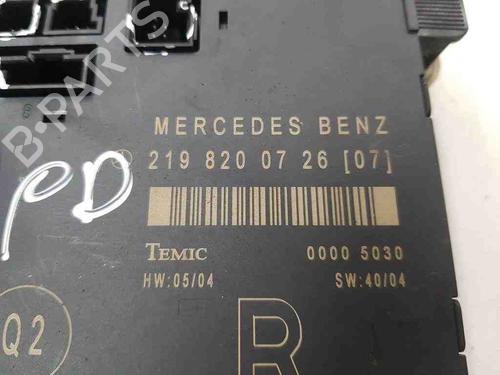 B-PARTS
MERCEDES BENZ
219 820 07 26 [07]
TEMIC 0000 5030
HW:05/04 SW:40/04
PD
Q2
R